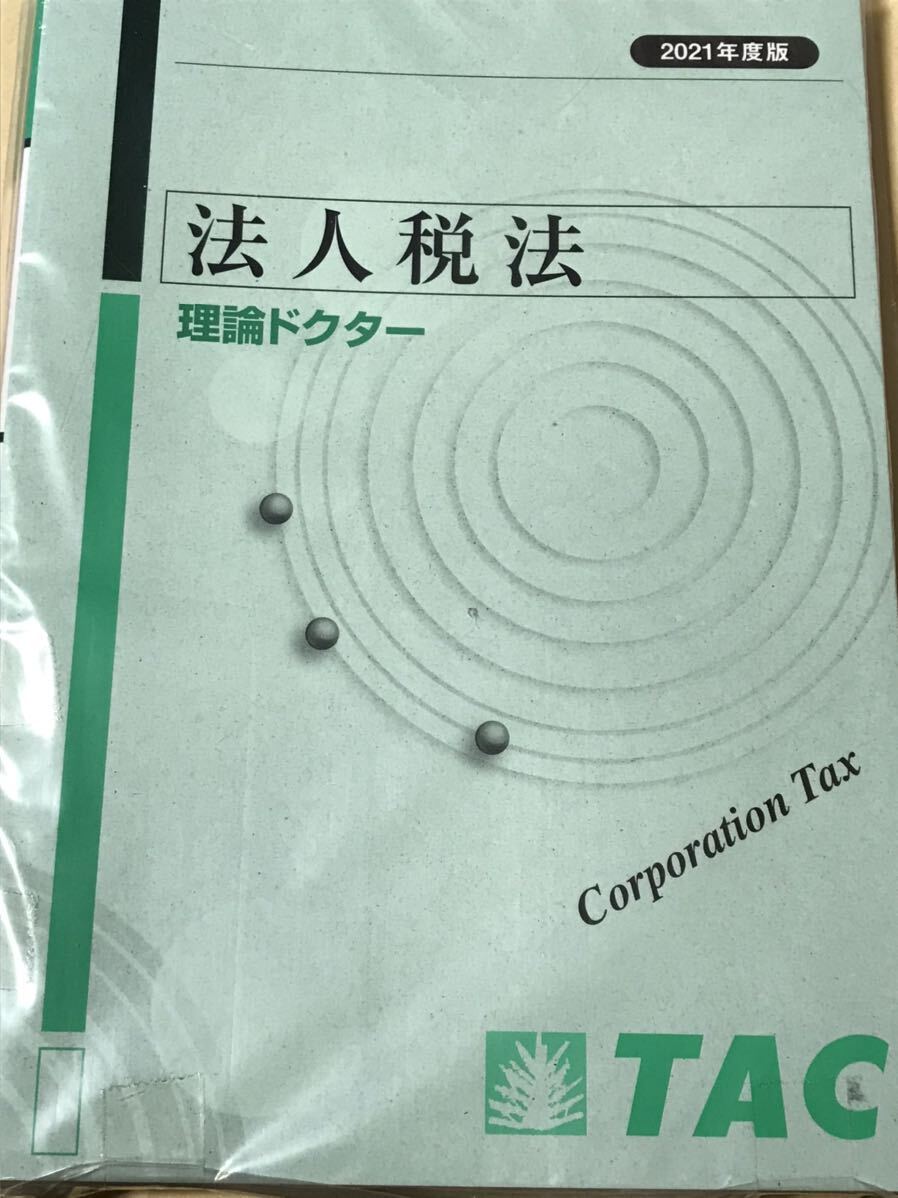 2021年度版
法人税法
理論ドクター
Corporation Tax
TAC